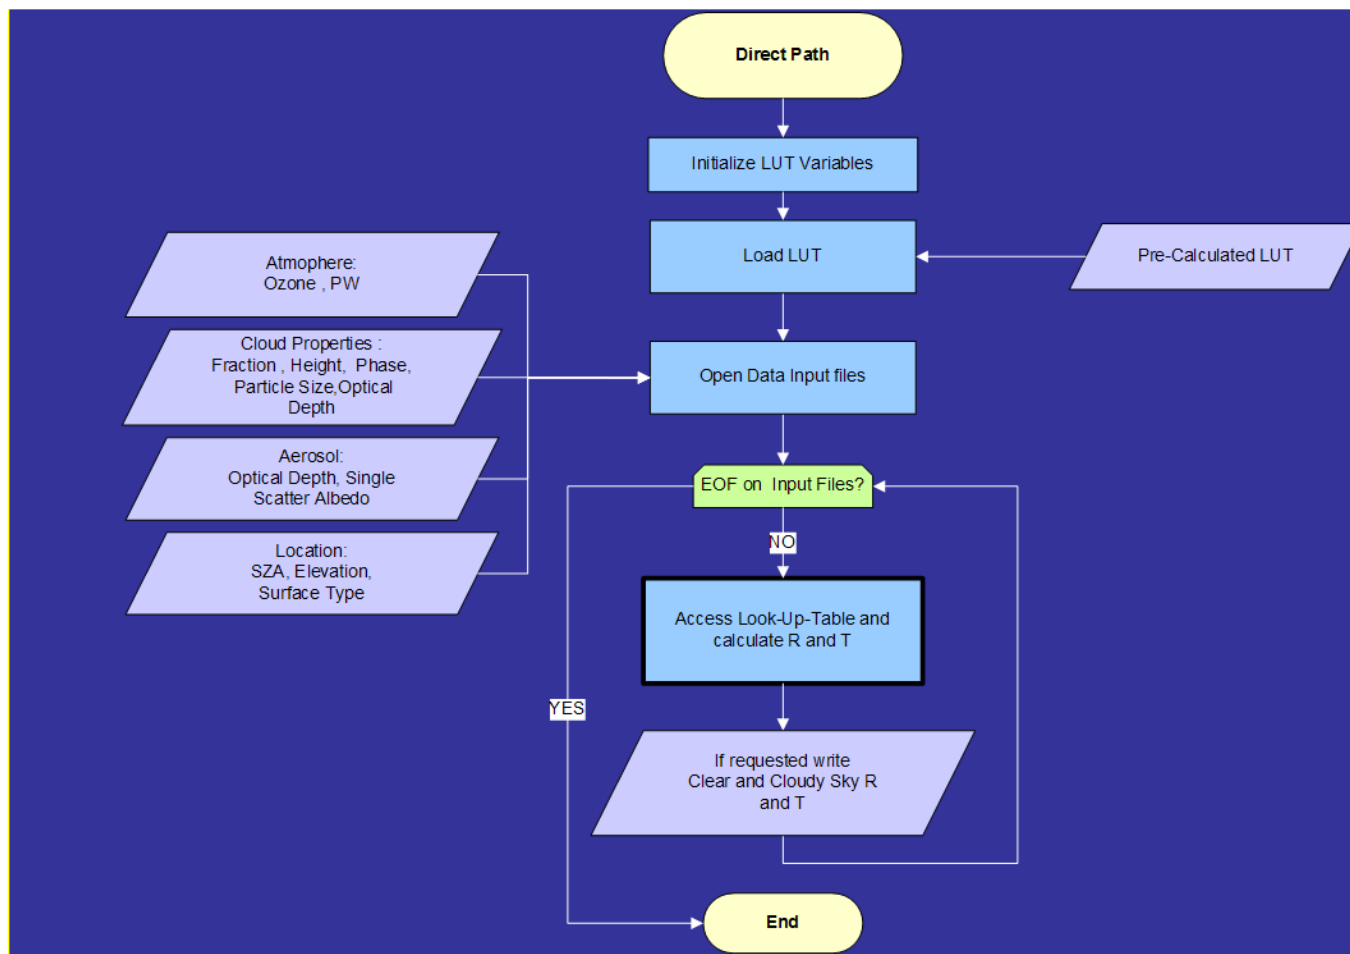 Direct Path
Initialize LUT Variables
Load LUT
Pre-Calculated LUT
Atmophere:
Ozone , PW
Cloud Properties :
Fraction , Height,  Phase,
Particle Size,Optical
Depth
Open Data Input files
Aerosol:
Optical Depth, Single
Scatter Albedo
EOF on  Input Files?
NO
Location:
SZA, Elevation,
Surface Type
Access Look-Up-Table and
calculate R and T
YES
If requested write
Clear and Cloudy Sky R
and T
End